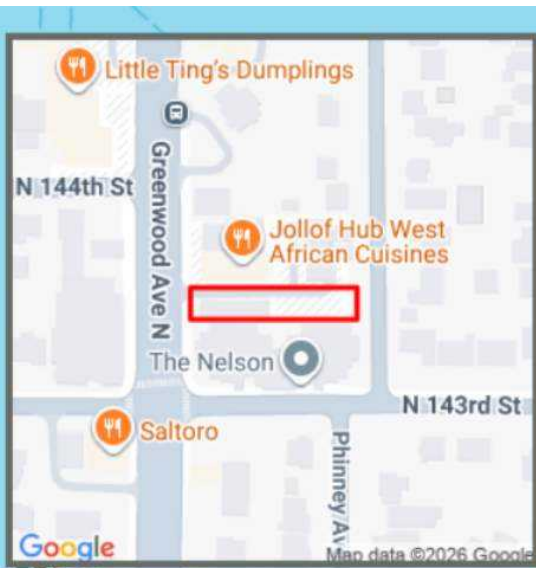 Little Ting's Dumplings
Greenwood Ave N
N 144th St
Jollof Hub West
African Cuisines
The Nelson
N 143rd St
Saltoro
Phinney Av
Google
Map data ©2026 Google